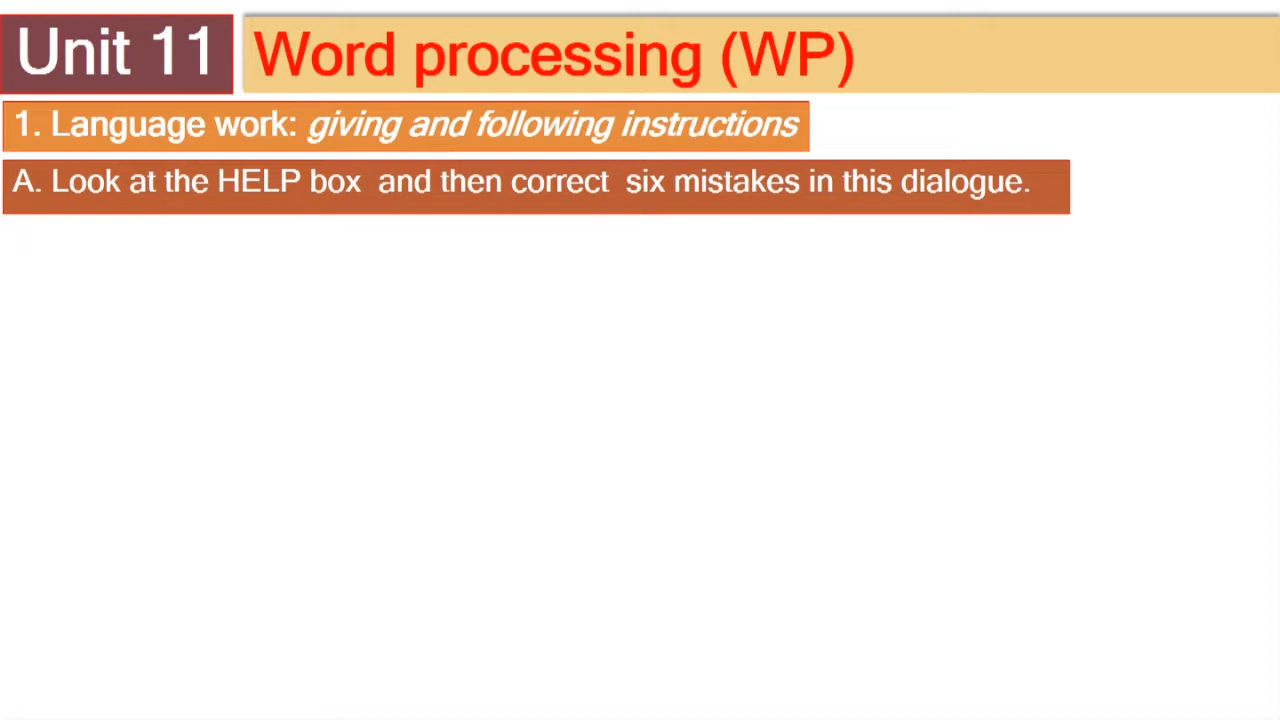 Unit 11
Word processing (WP)
1. Language work: giving and following instructions
A. Look at the HELP box and then correct six mistakes in this dialogue.